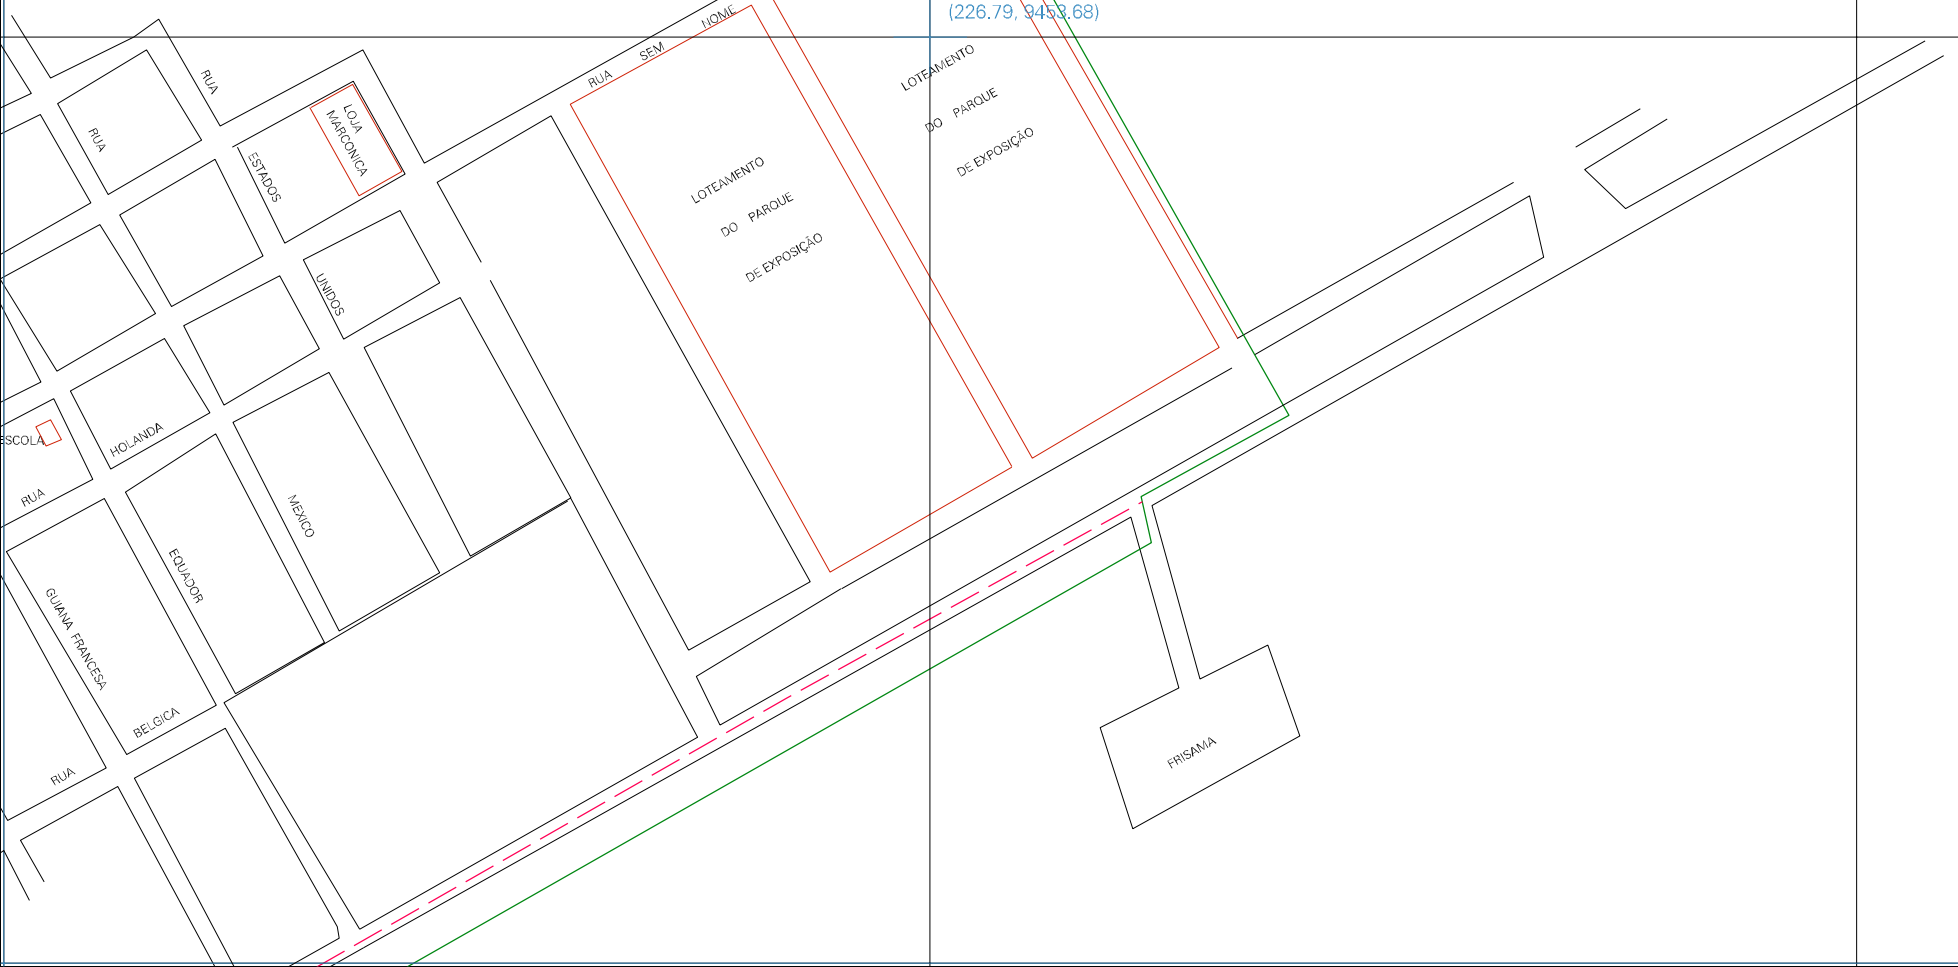 (226.79, 9453.68)
RUA SEM NOME
LOTEAMENTO
DO PARQUE
DE EXPOSIÇÃO
LOTEAMENTO
DO PARQUE
DE EXPOSIÇÃO
RUA
RUA
LOJA
MARCONICA
ESTADOS
UNIDOS
ESCOLA
HOLANDA
RUA
MEXICO
EQUADOR
GUIANA FRANCESA
BELGICA
RUA
FRISAMA